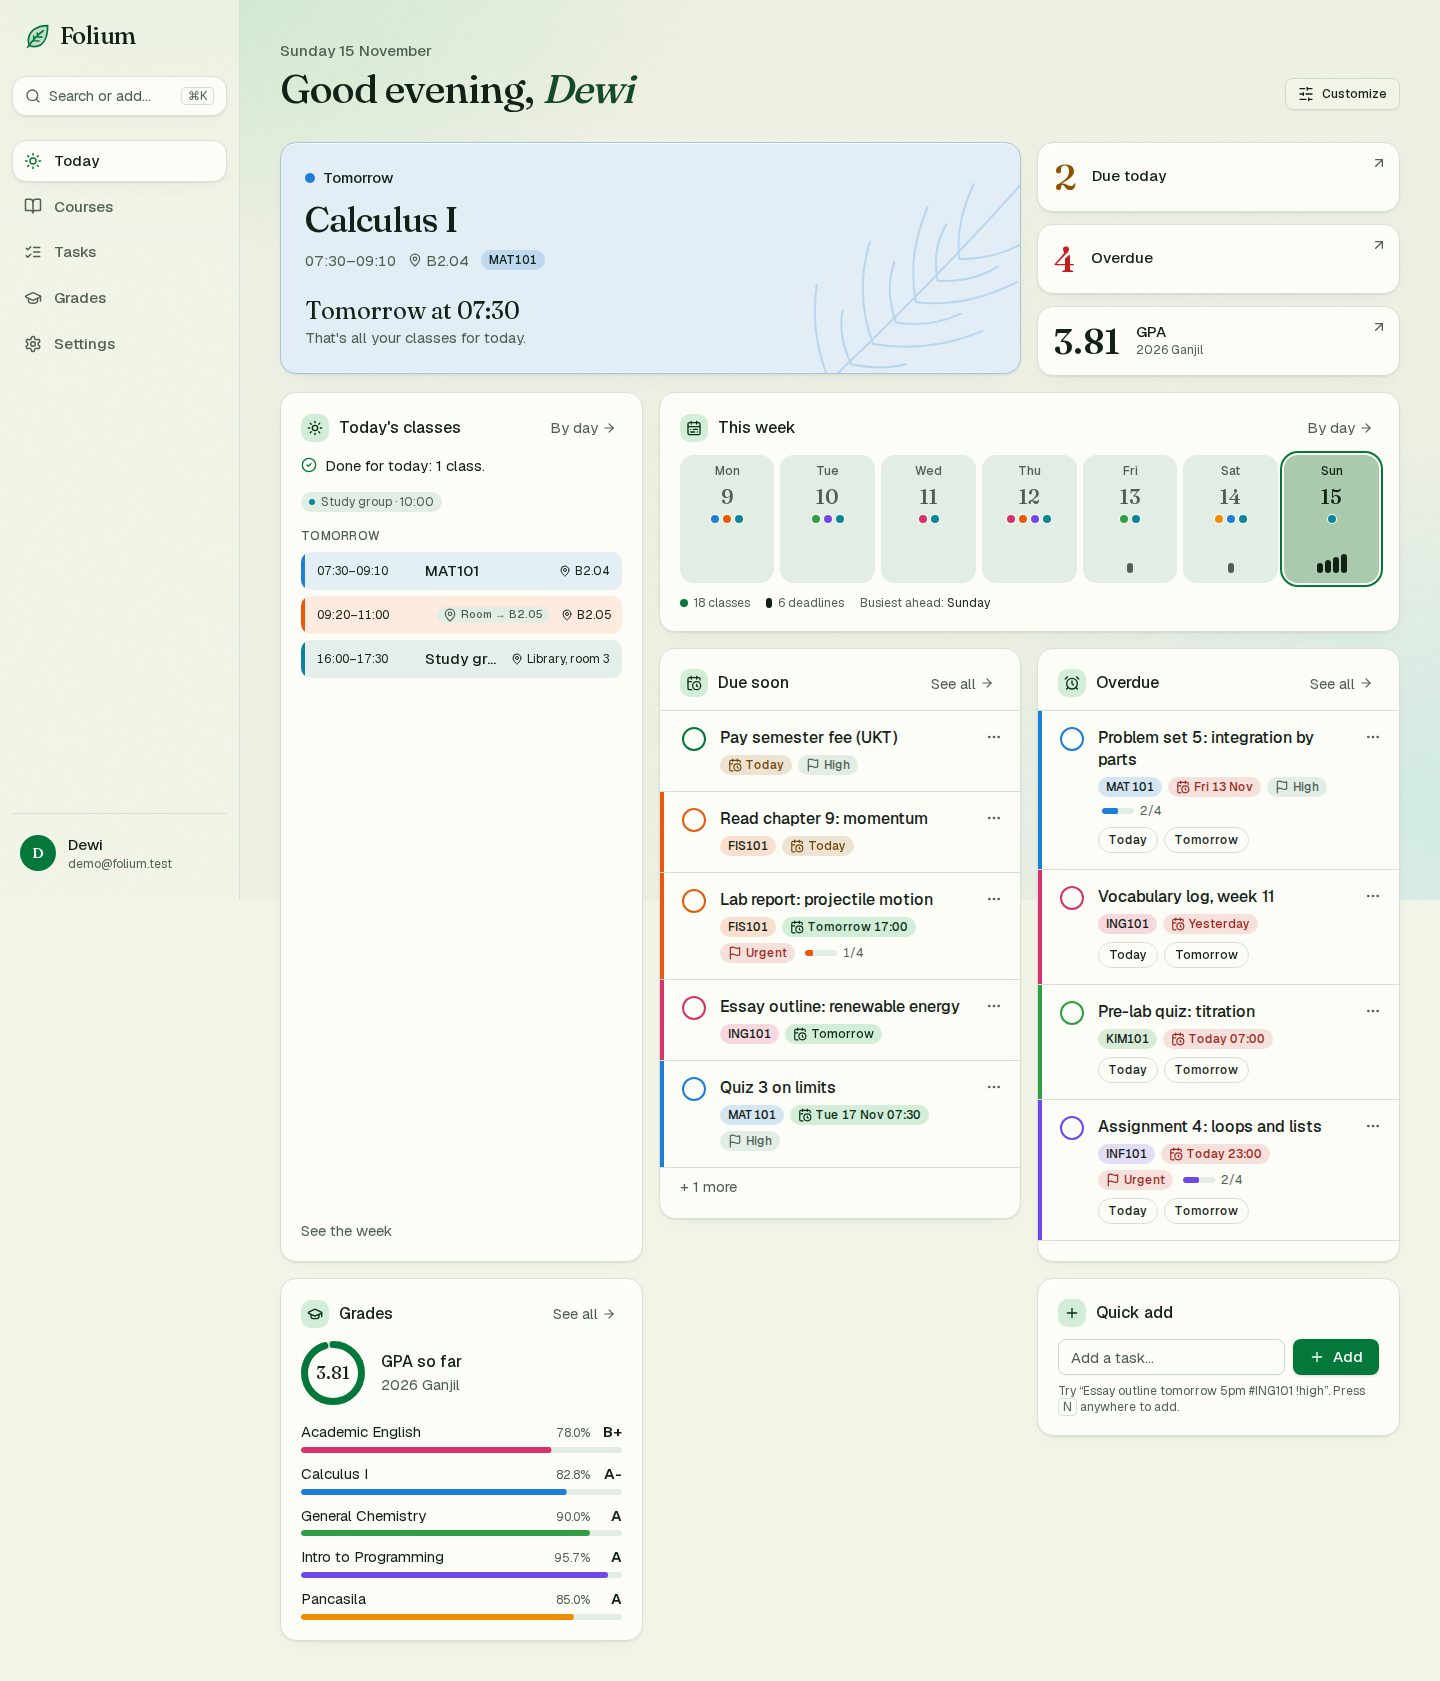 Folium
Search or add...
⌘K
Today
Courses
Tasks
Grades
Settings
D
Dewi
demo@folium.test
Sunday 15 November
Good evening, Dewi
Customize
Tomorrow
Calculus I
07:30–09:10 B2.04 MAT101
Tomorrow at 07:30
That's all your classes for today.
2 Due today
4 Overdue
3.81 GPA
2026 Ganjil
Today's classes
By day →
Done for today: 1 class.
Study group · 10:00
TOMORROW
07:30–09:10 MAT101 B2.04
09:20–11:00 Room → B2.05 B2.05
16:00–17:30 Study gr... Library, room 3
See the week
This week
By day →
Mon Tue Wed Thu Fri Sat Sun
9 10 11 12 13 14 15
18 classes 6 deadlines Busiest ahead: Sunday
Due soon
See all →
Pay semester fee (UKT)
Today High
Read chapter 9: momentum
FIS101 Today
Lab report: projectile motion
FIS101 Tomorrow 17:00
Urgent 1/4
Essay outline: renewable energy
ING101 Tomorrow
Quiz 3 on limits
MAT101 Tue 17 Nov 07:30
High
+ 1 more
Overdue
See all →
Problem set 5: integration by
parts
MAT101 Fri 13 Nov High
2/4
Today Tomorrow
Vocabulary log, week 11
ING101 Yesterday
Today Tomorrow
Pre-lab quiz: titration
KIM101 Today 07:00
Today Tomorrow
Assignment 4: loops and lists
INF101 Today 23:00
Urgent 2/4
Today Tomorrow
Grades
See all →
3.81
GPA so far
2026 Ganjil
Academic English 78.0% B+
Calculus I 82.8% A-
General Chemistry 90.0% A
Intro to Programming 95.7% A
Pancasila 85.0% A
Quick add
Add a task...
+ Add
Try “Essay outline tomorrow 5pm #ING101 !high”. Press
N anywhere to add.